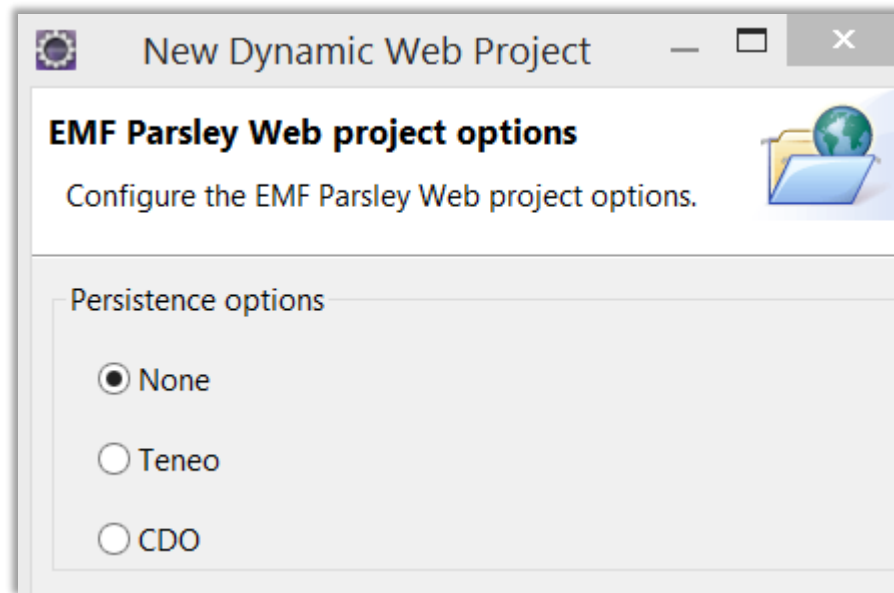 New Dynamic Web Project
EMF Parsley Web project options
Configure the EMF Parsley Web project options.
Persistence options
None
Teneo
CDO